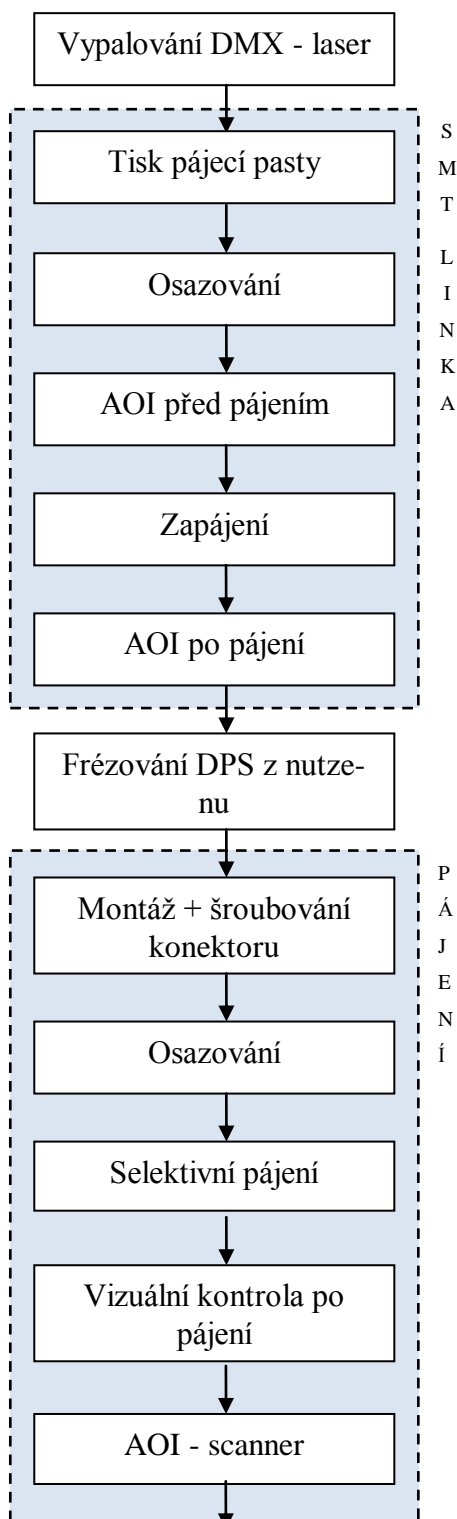 Vypalování DMX - laser
S
M
T
L
I
N
K
A
Tisk pájecí pasty
Osazování
AOI před pájením
Zapájení
AOI po pájení
Frézování DPS z nutze-
nu
P
Á
J
E
N
Í
Montáž + šroubování
konektoru
Osazování
Selektivní pájení
Vizuální kontrola po
pájení
AOI - scanner